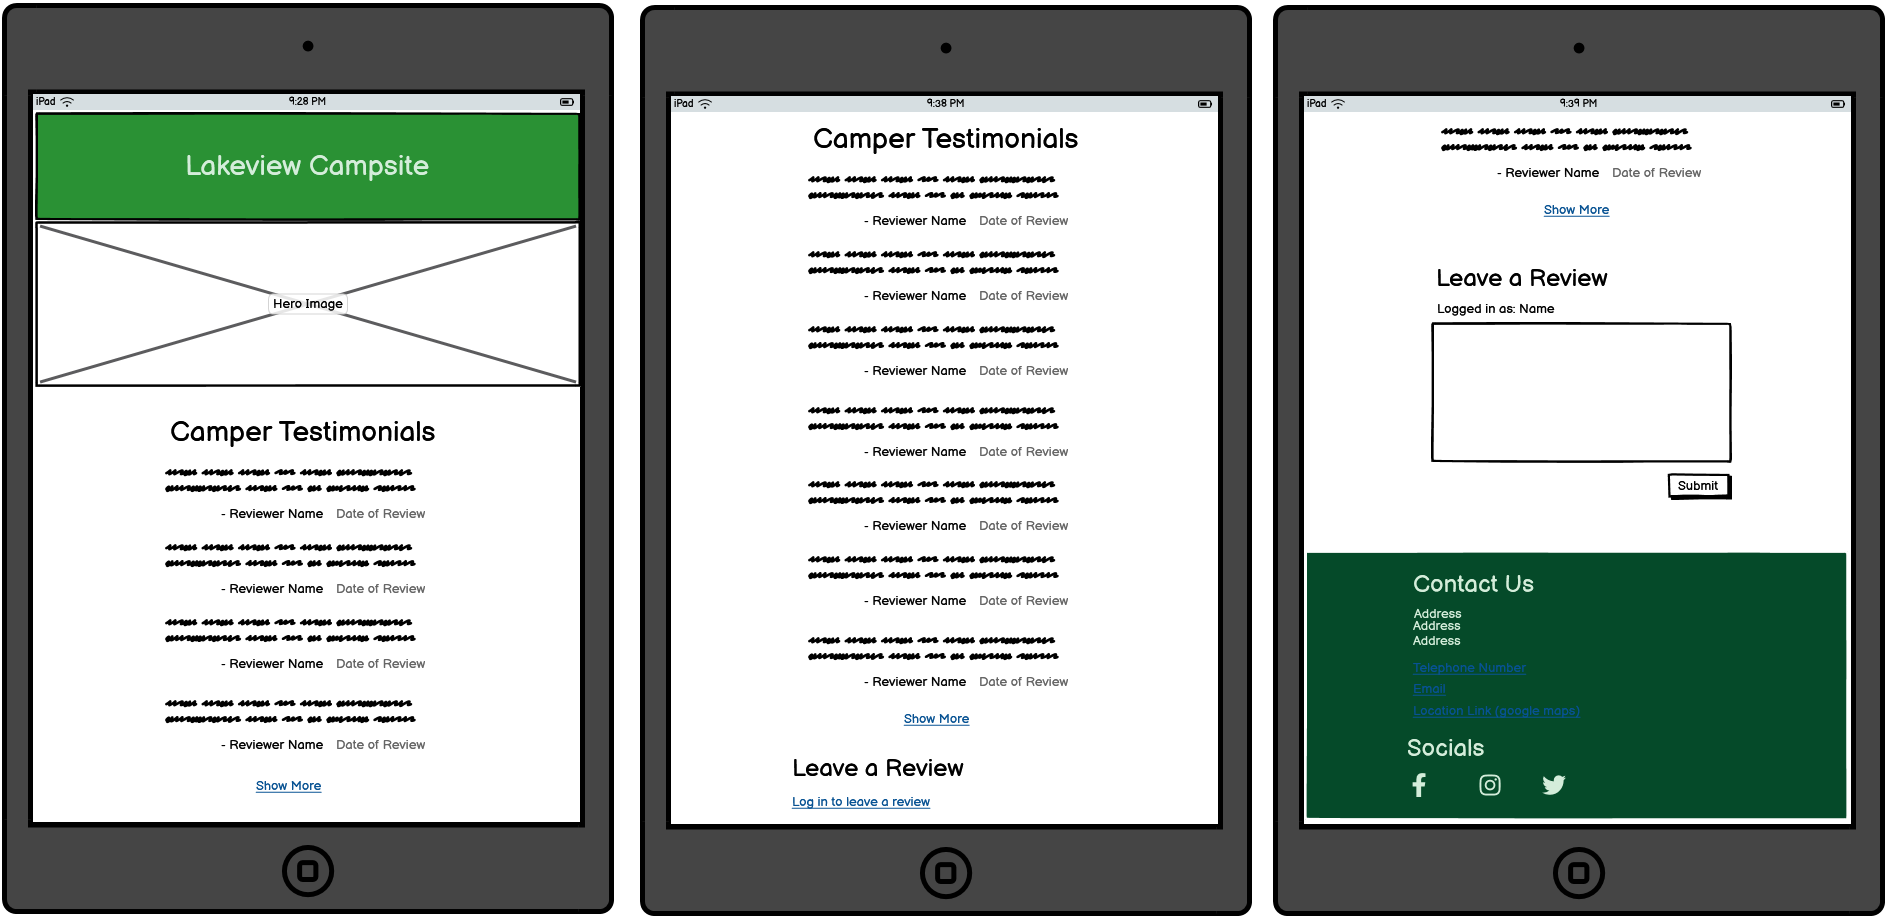 iPad
9:28 PM
Lakeview Campsite
Hero Image
Camper Testimonials
- Reviewer Name Date of Review
- Reviewer Name Date of Review
- Reviewer Name Date of Review
- Reviewer Name Date of Review
Show More
iPad
9:38 PM
Camper Testimonials
- Reviewer Name Date of Review
- Reviewer Name Date of Review
- Reviewer Name Date of Review
- Reviewer Name Date of Review
- Reviewer Name Date of Review
- Reviewer Name Date of Review
- Reviewer Name Date of Review
Show More
Leave a Review
Log in to leave a review
iPad
9:39 PM
- Reviewer Name Date of Review
Show More
Leave a Review
Logged in as: Name
Submit
Contact Us
Address
Address
Address
Telephone Number
Email
Location Link (google maps)
Socials